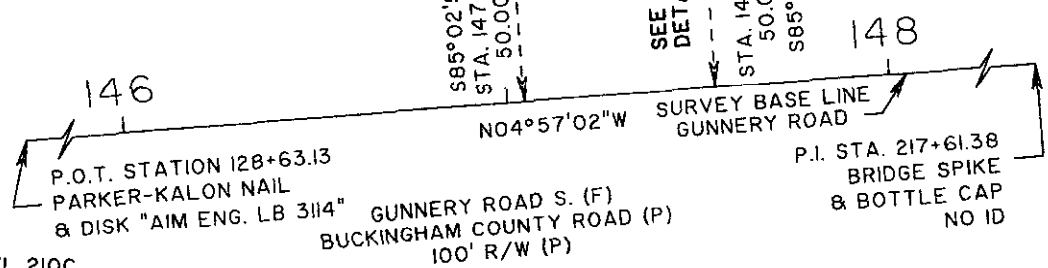 S85°02'
STA. 147
50.00
SEE
DETA
STA. 14
50.0
S85°
146
148
N04°57'02"W
SURVEY BASE LINE
GUNNERY ROAD
P.O.T. STATION 128+63.13
PARKER-KALON NAIL
& DISK "AIM ENG. LB 3114"
GUNNERY ROAD S. (F)
BUCKINGHAM COUNTY ROAD (P)
100' R/W (P)
P.I. STA. 217+61.38
BRIDGE SPIKE
& BOTTLE CAP
NO ID